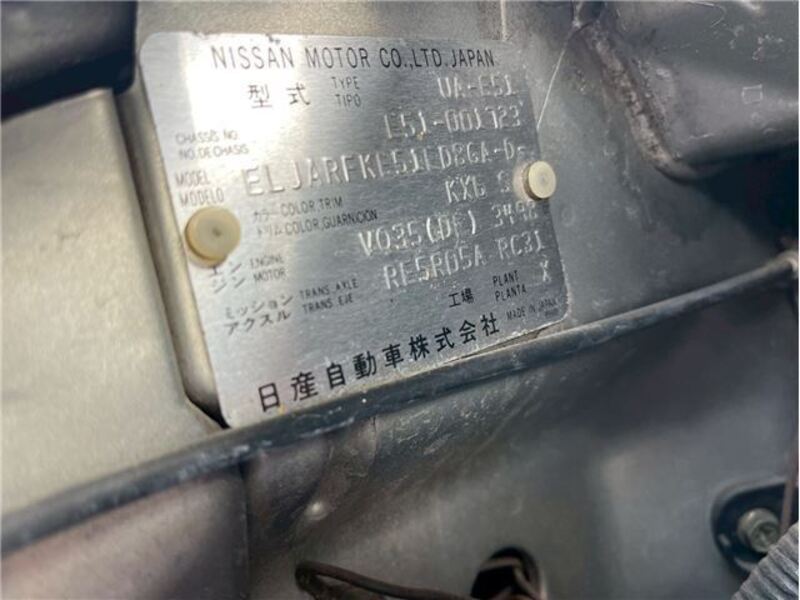 NISSAN MOTOR CO.,LTD.JAPAN
型式 TYPE TIPO UA-E51
CHASSIS NO NO.DE CHASIS E51-001723
MODEL MODELO
カラー COLOR,TRIM トリム COLOR,GUARNICION KX6
エンジン ENGINE MOTOR VQ35(DE) 3498
ミッション アクスル TRANS. AXLE TRANS EJE RE5R05A RC31
工場 PLANT PLANTA X
日産自動車株式会社 MADE IN JAPAN